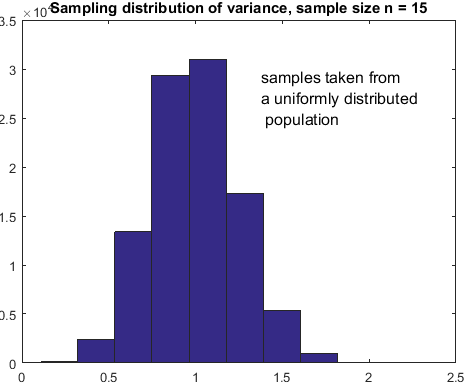 ×10⁴
Sampling distribution of variance, sample size n = 15
3.5
3
2.5
2
1.5
1
0.5
0
samples taken from
a uniformly distributed
population
0 0.5 1 1.5 2 2.5